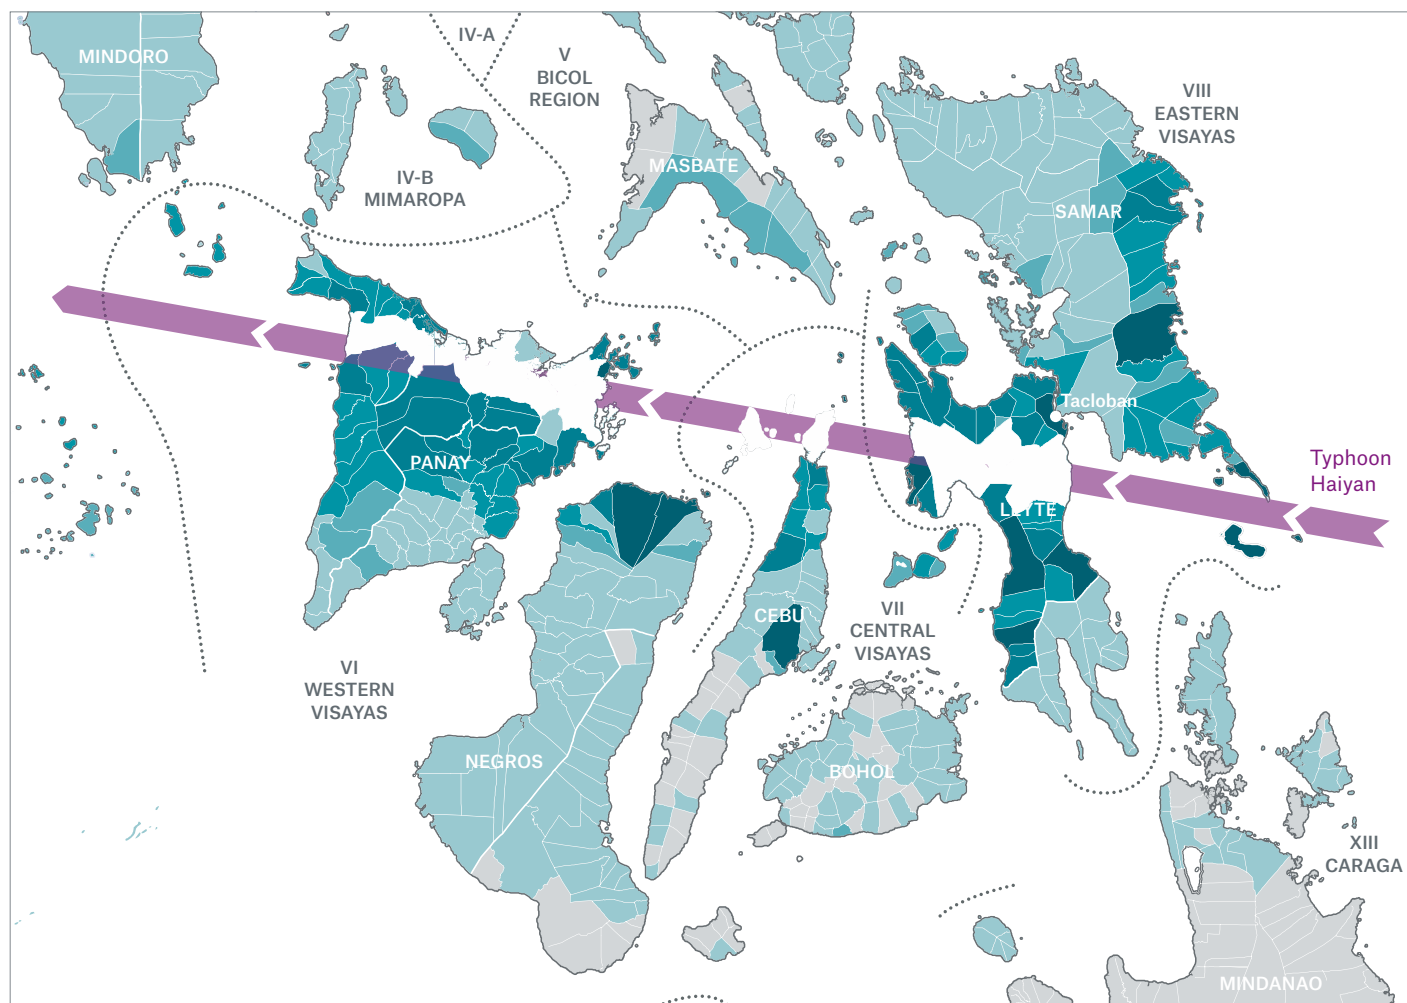 MINDORO
IV-A
V
BICOL
REGION
VIII
EASTERN
VISAYAS
MASBATE
IV-B
MIMAROPA
SAMAR
Tacloban
PANAY
Typhoon
Haiyan
LEYTE
CEBU
VII
CENTRAL
VISAYAS
VI
WESTERN
VISAYAS
NEGROS
BOHOL
XIII
CARAGA
MINDANAO